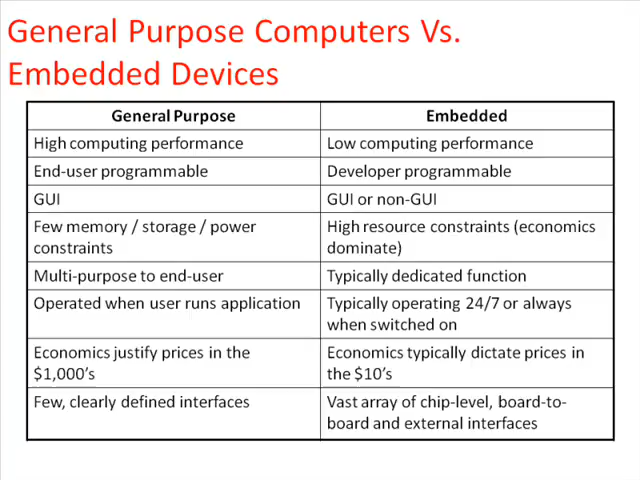 General Purpose Computers Vs.
Embedded Devices
General Purpose
Embedded
High computing performance
Low computing performance
End-user programmable
Developer programmable
GUI
GUI or non-GUI
Few memory / storage / power
constraints
High resource constraints (economics
dominate)
Multi-purpose to end-user
Typically dedicated function
Operated when user runs application
Typically operating 24/7 or always
when switched on
Economics justify prices in the
$1,000’s
Economics typically dictate prices in
the $10’s
Few, clearly defined interfaces
Vast array of chip-level, board-to-
board and external interfaces